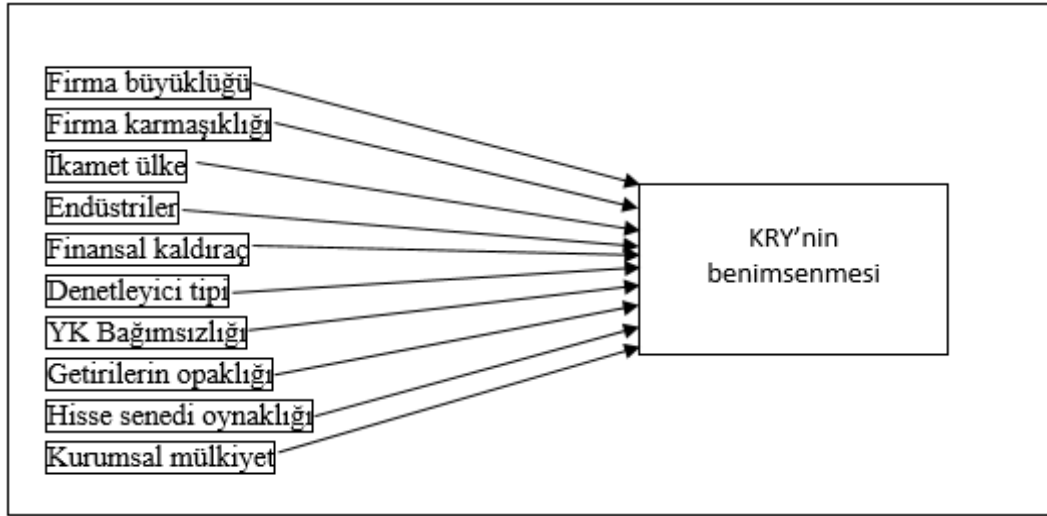 Firma büyüklüğü
Firma karmaşıklığı
İkamet ülke
Endüstriler
Finansal kaldıraç
Denetleyici tipi
YK Bağımsızlığı
Getirilerin opaklığı
Hisse senedi oynaklığı
Kurumsal mülkiyet
KRY’nin
benimsenmesi